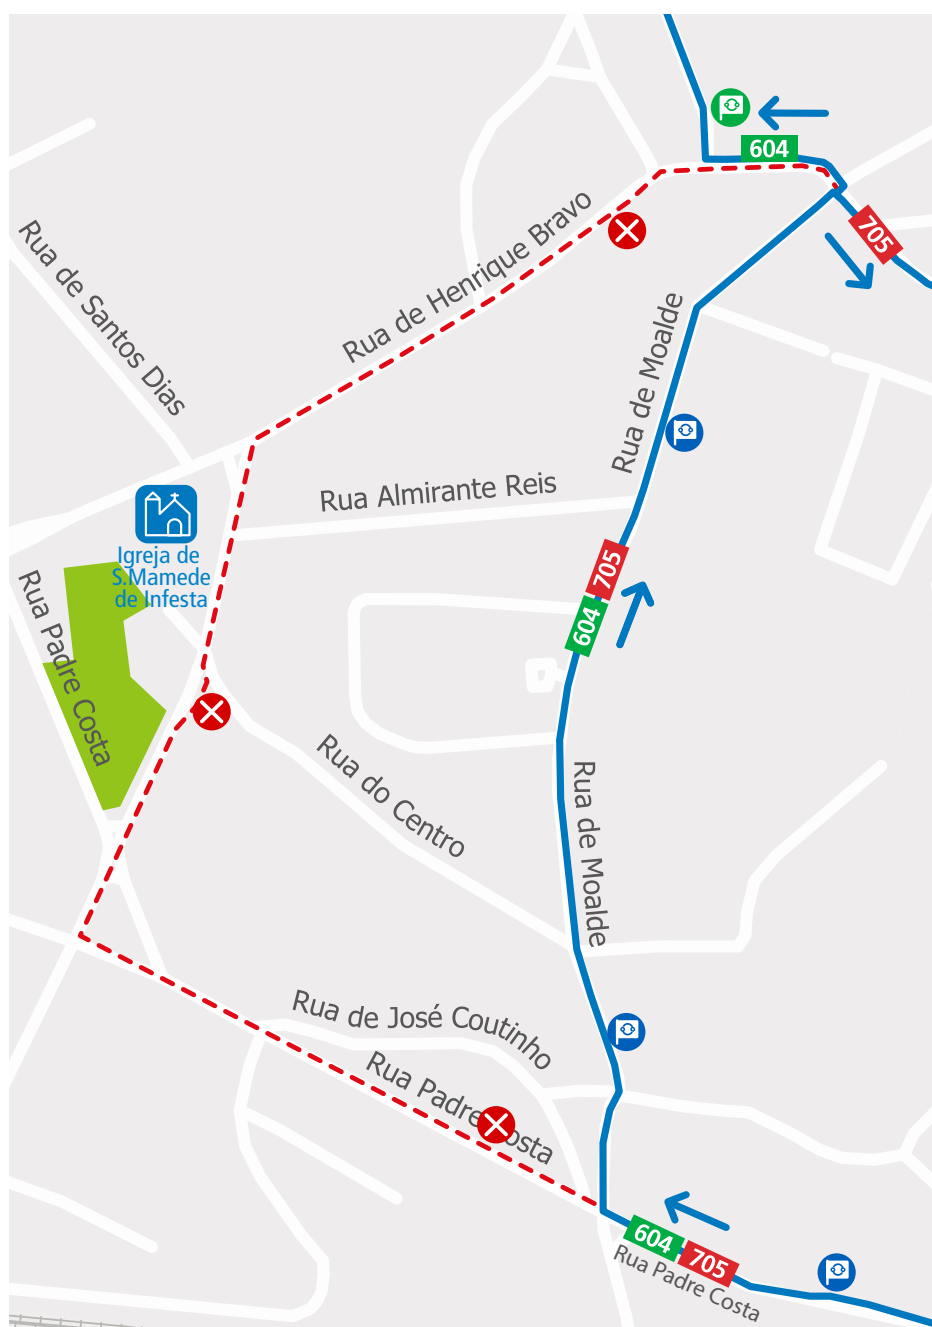 604
705
Rua de Henrique Bravo
Rua de Santos Dias
Rua de Moalde
Rua Almirante Reis
Igreja de
S.Mamede
de Infesta
705
604
Rua Padre Costa
Rua do Centro
Rua de Moalde
Rua de José Coutinho
Rua Padre Costa
604
705
Rua Padre Costa